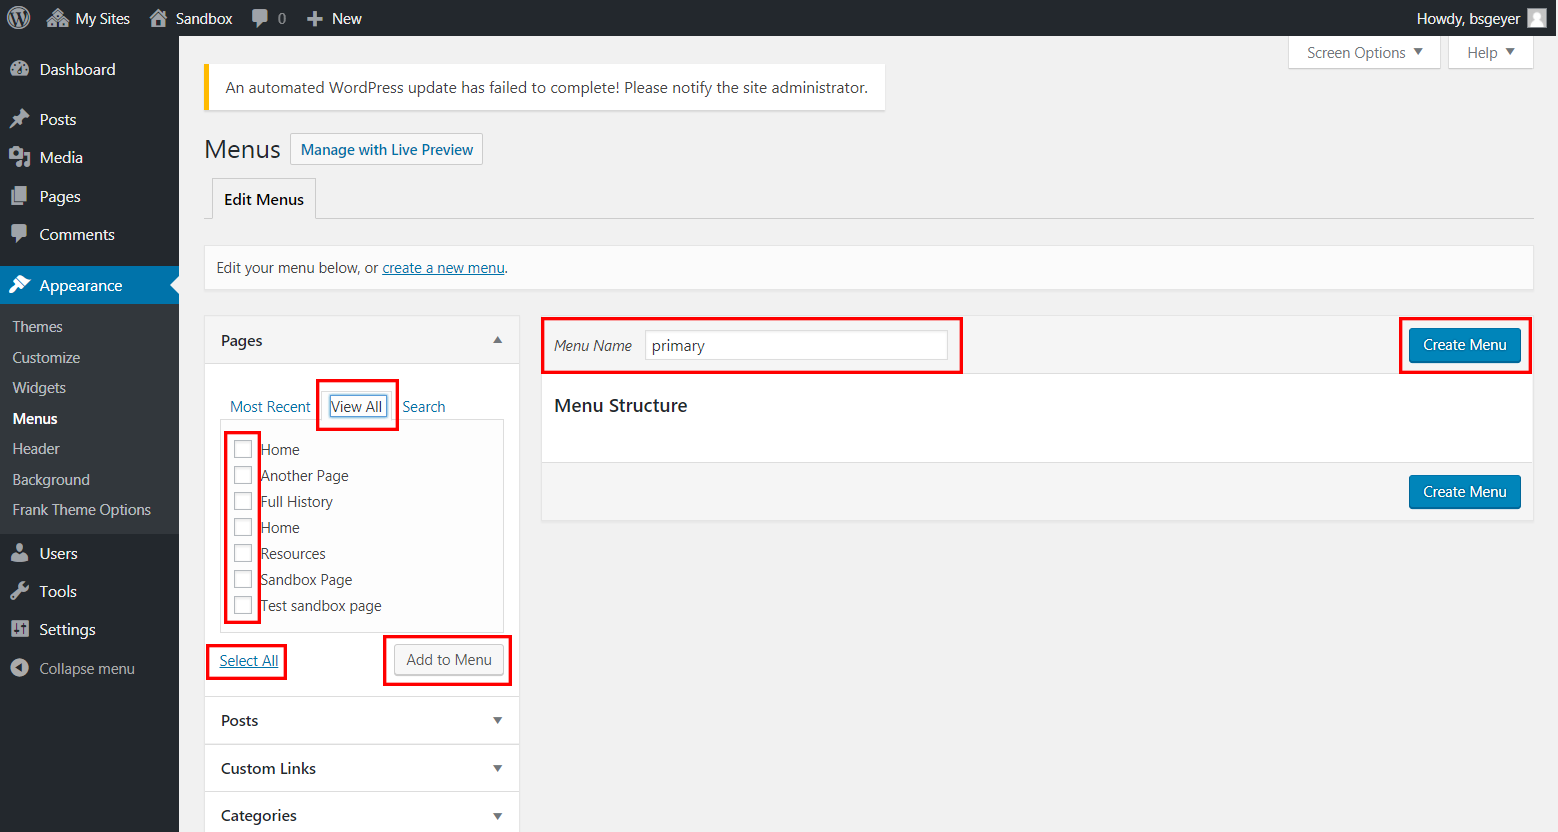 My Sites Sandbox 0 New Howdy, bsgeyer
Screen Options Help
Dashboard
Posts
Media
Pages
Comments
Appearance
Themes
Customize
Widgets
Menus
Header
Background
Frank Theme Options
Users
Tools
Settings
Collapse menu
An automated WordPress update has failed to complete! Please notify the site administrator.
Menus Manage with Live Preview
Edit Menus
Edit your menu below, or create a new menu.
Pages
Most Recent View All Search
Home
Another Page
Full History
Home
Resources
Sandbox Page
Test sandbox page
Select All Add to Menu
Posts
Custom Links
Categories
Menu Name primary Create Menu
Menu Structure
Create Menu